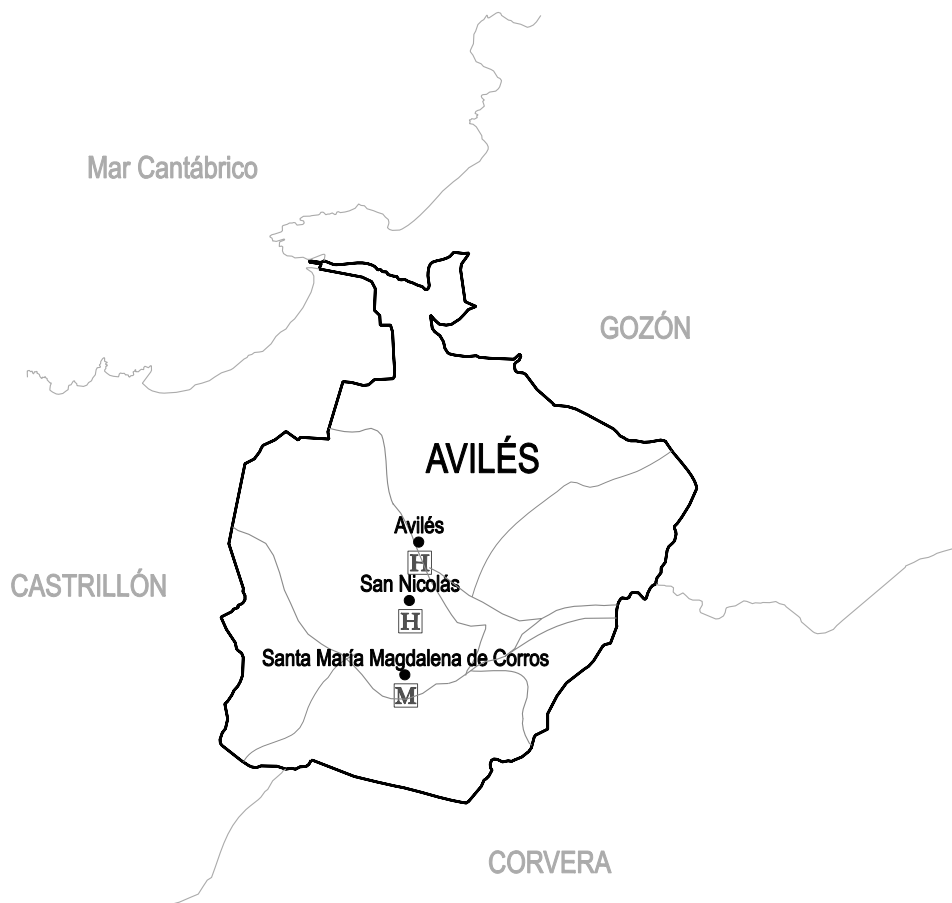 Mar Cantábrico
GOZÓN
AVILÉS
Avilés
H
CASTRILLÓN
San Nicolás
H
Santa María Magdalena de Corros
M
CORVERA